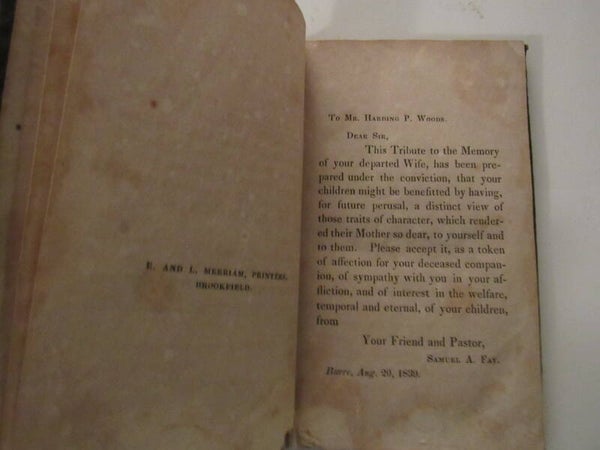 E. AND L. MERRIAM, PRINTERS,
BROOKFIELD.
To Mr. Harding P. Woods.
Dear Sir,
This Tribute to the Memory
of your departed Wife, has been pre-
pared under the conviction, that your
children might be benefitted by having,
for future perusal, a distinct view of
those traits of character, which render-
ed their Mother so dear, to yourself and
to them. Please accept it, as a token
of affection for your deceased compan-
ion, of sympathy with you in your af-
fliction, and of interest in the welfare,
temporal and eternal, of your children,
from
Your Friend and Pastor,
Samuel A. Fay.
Barre, Aug. 20, 1839.